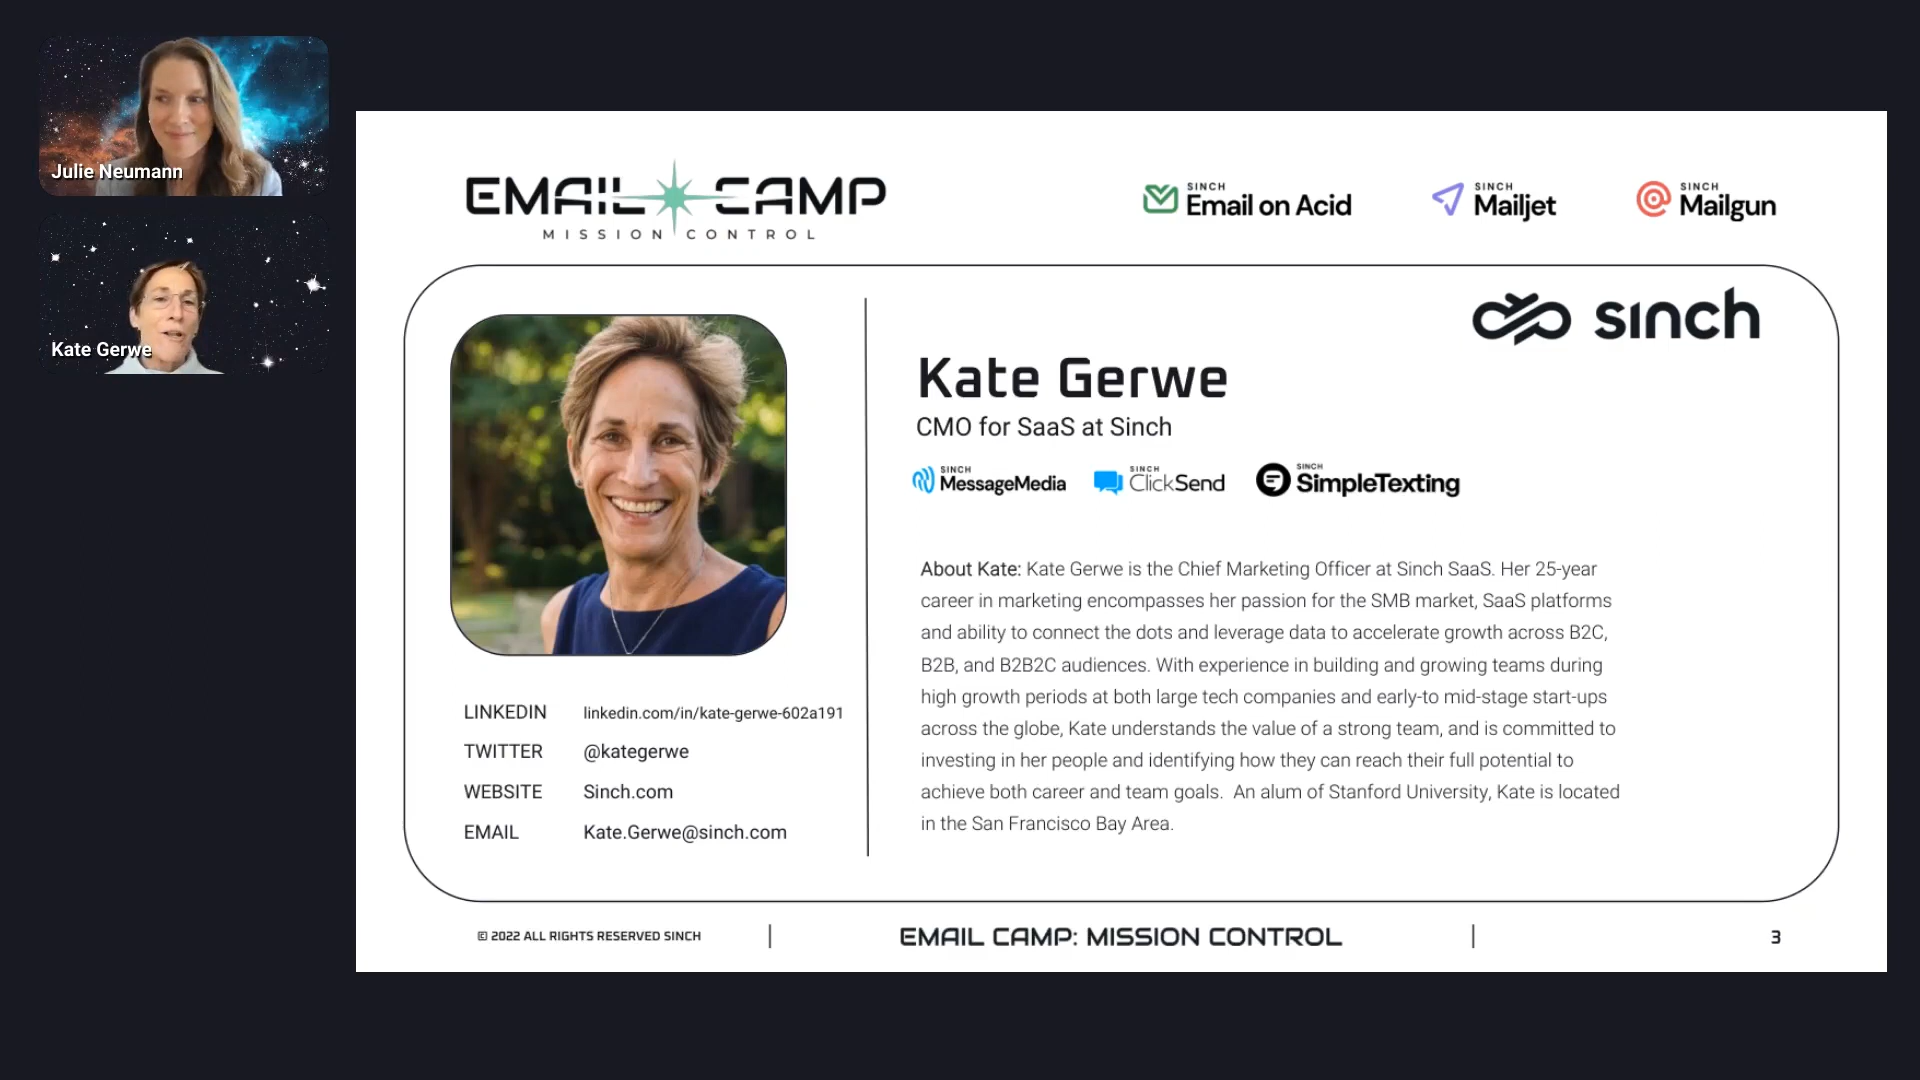 Julie Neumann
Kate Gerwe
EMAIL CAMP
MISSION CONTROL
SINCH
Email on Acid
SINCH
Mailjet
SINCH
Mailgun
sinch
Kate Gerwe
CMO for SaaS at Sinch
SINCH
MessageMedia
SINCH
ClickSend
SINCH
SimpleTexting
About Kate: Kate Gerwe is the Chief Marketing Officer at Sinch SaaS. Her 25-year
career in marketing encompasses her passion for the SMB market, SaaS platforms
and ability to connect the dots and leverage data to accelerate growth across B2C,
B2B, and B2B2C audiences. With experience in building and growing teams during
high growth periods at both large tech companies and early-to mid-stage start-ups
across the globe, Kate understands the value of a strong team, and is committed to
investing in her people and identifying how they can reach their full potential to
achieve both career and team goals.  An alum of Stanford University, Kate is located
in the San Francisco Bay Area.
LINKEDIN linkedin.com/in/kate-gerwe-602a191
TWITTER @kategerwe
WEBSITE Sinch.com
EMAIL Kate.Gerwe@sinch.com
© 2022 ALL RIGHTS RESERVED SINCH
EMAIL CAMP: MISSION CONTROL
3